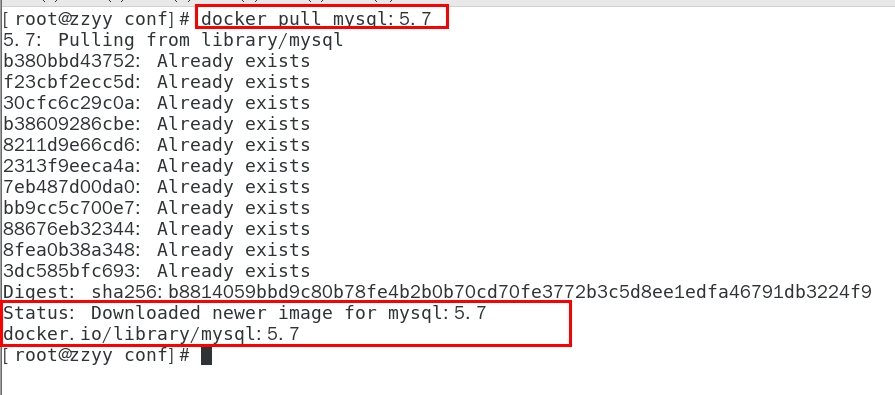 [root@zzyy conf]# docker pull mysql:5.7
5.7: Pulling from library/mysql
b380bbd43752: Already exists
f23cbf2ecc5d: Already exists
30cfc6c29c0a: Already exists
b38609286cbe: Already exists
8211d9e66cd6: Already exists
2313f9eeca4a: Already exists
7eb487d00da0: Already exists
bb9cc5c700e7: Already exists
88676eb32344: Already exists
8fea0b38a348: Already exists
3dc585bfc693: Already exists
Digest: sha256:b8814059bbd9c80b78fe4b2b0b70cd70fe3772b3c5d8ee1edfa46791db3224f9
Status: Downloaded newer image for mysql:5.7
docker.io/library/mysql:5.7
[root@zzyy conf]#